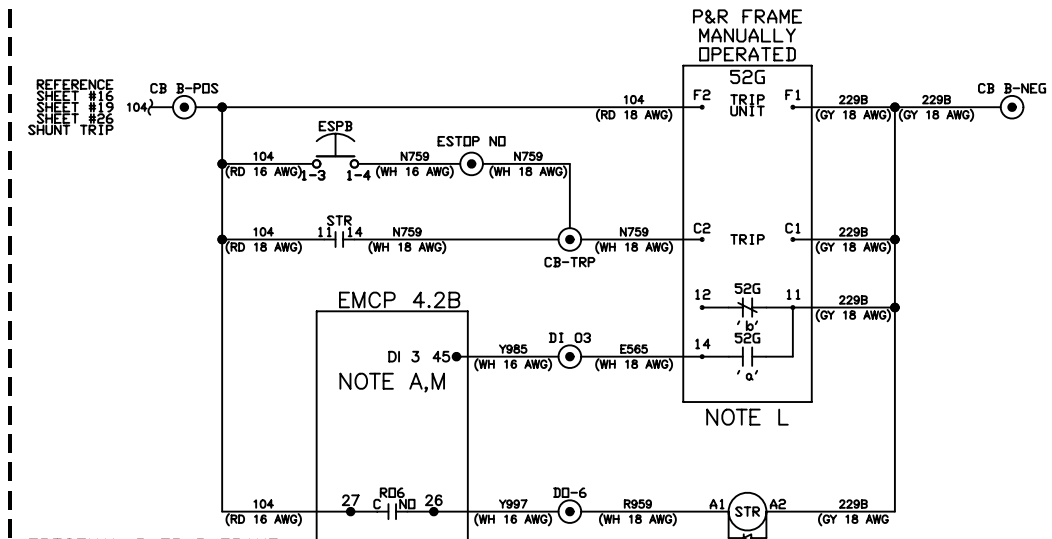 P&R FRAME
MANUALLY
OPERATED
52G
REFERENCE
SHEET #16
SHEET #19
SHEET #26
SHUNT TRIP
104
CB B-POS
104
(RD 18 AWG)
F2
TRIP
UNIT
F1
229B
(GY 18 AWG)
229B
(GY 18 AWG)
CB B-NEG
ESPB
ESTOP NO
104
(RD 16 AWG)
1-3
1-4
N759
(WH 16 AWG)
N759
(WH 18 AWG)
STR
104
(RD 18 AWG)
11
14
N759
(WH 18 AWG)
CB-TRP
N759
(WH 18 AWG)
C2
TRIP
C1
229B
(GY 18 AWG)
12
52G
'b'
11
229B
(GY 18 AWG)
EMCP 4.2B
DI 3 45
NOTE A,M
Y985
(WH 16 AWG)
DI 03
E565
(WH 18 AWG)
14
52G
'a'
NOTE L
104
(RD 16 AWG)
27
RO6
C
NO
26
Y997
(WH 16 AWG)
DO-6
R959
(WH 18 AWG)
A1
STR
A2
229B
(GY 18 AWG